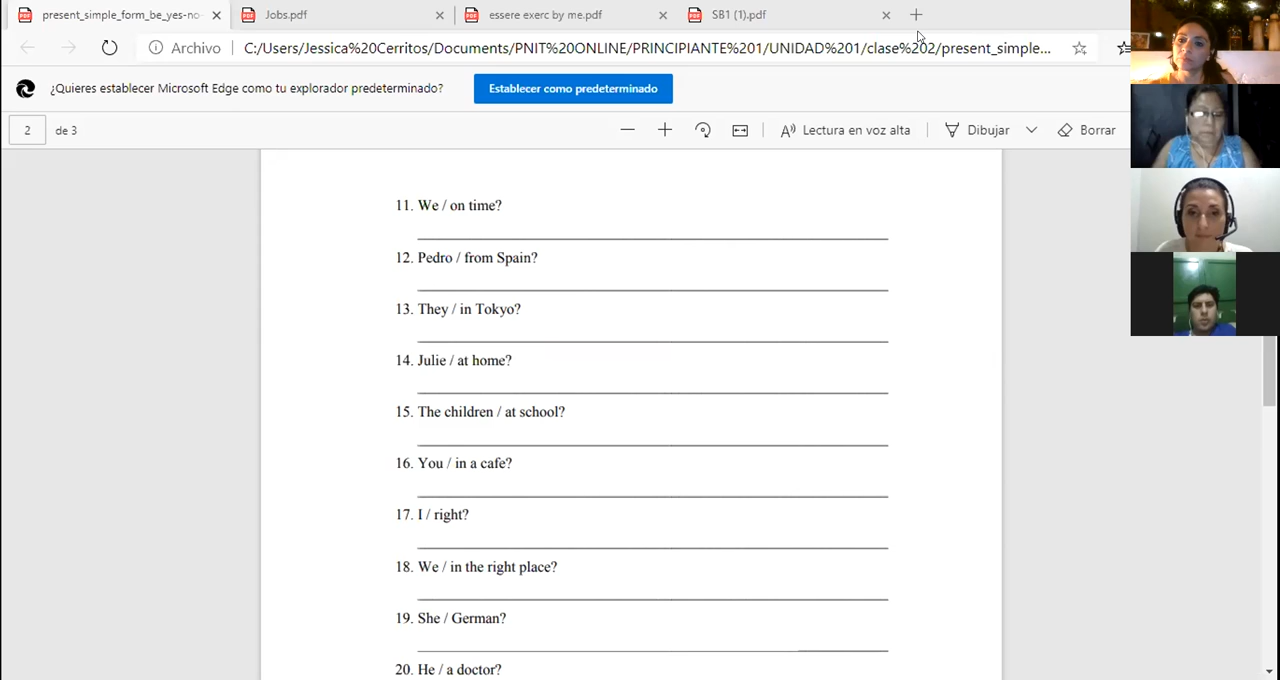 present_simple_form_be_yes-no-
Jobs.pdf
essere exerc by me.pdf
SB1 (1).pdf
Archivo
C:/Users/Jessica%20Cerritos/Documents/PNIT%20ONLINE/PRINCIPIANTE%201/UNIDAD%201/clase%202/present_simple...
¿Quieres establecer Microsoft Edge como tu explorador predeterminado?
Establecer como predeterminado
2 de 3
Lectura en voz alta
Dibujar
Borrar
11. We / on time?
12. Pedro / from Spain?
13. They / in Tokyo?
14. Julie / at home?
15. The children / at school?
16. You / in a cafe?
17. I / right?
18. We / in the right place?
19. She / German?
20. He / a doctor?